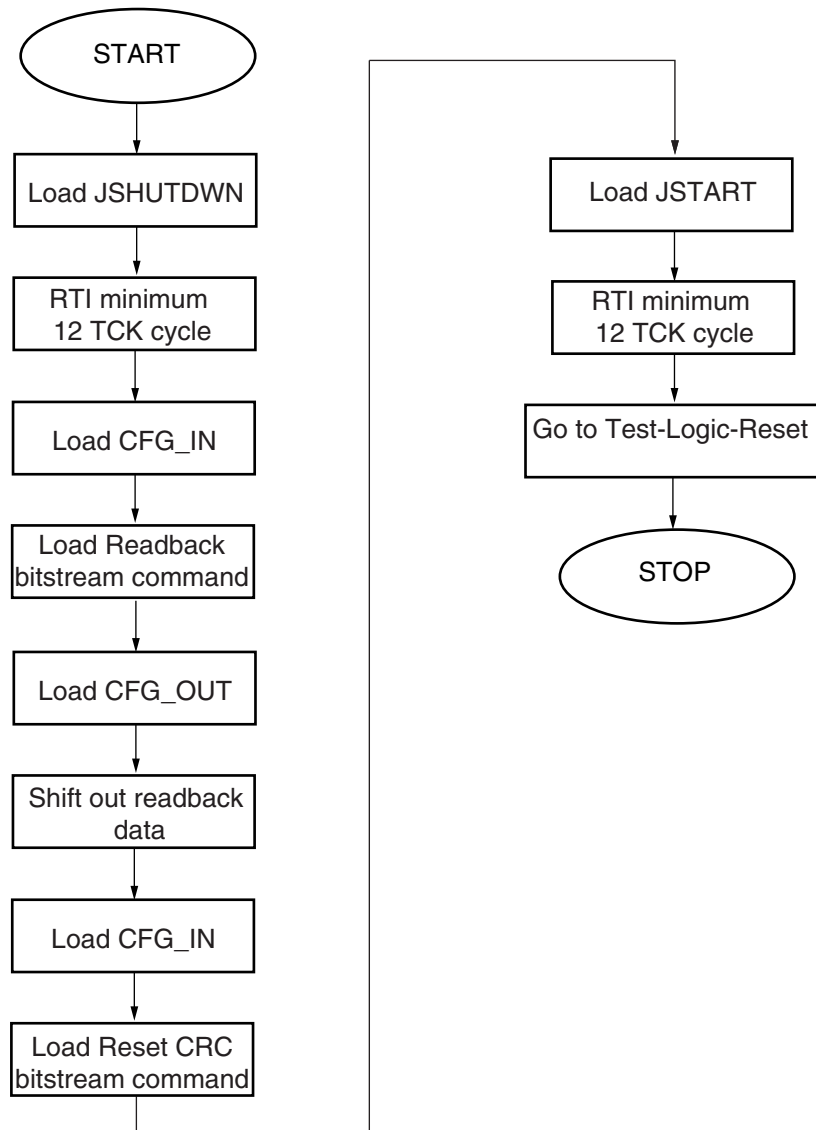 START
Load JSHUTDWN
RTI minimum
12 TCK cycle
Load CFG_IN
Load Readback
bitstream command
Load CFG_OUT
Shift out readback
data
Load CFG_IN
Load Reset CRC
bitstream command
Load JSTART
RTI minimum
12 TCK cycle
Go to Test-Logic-Reset
STOP